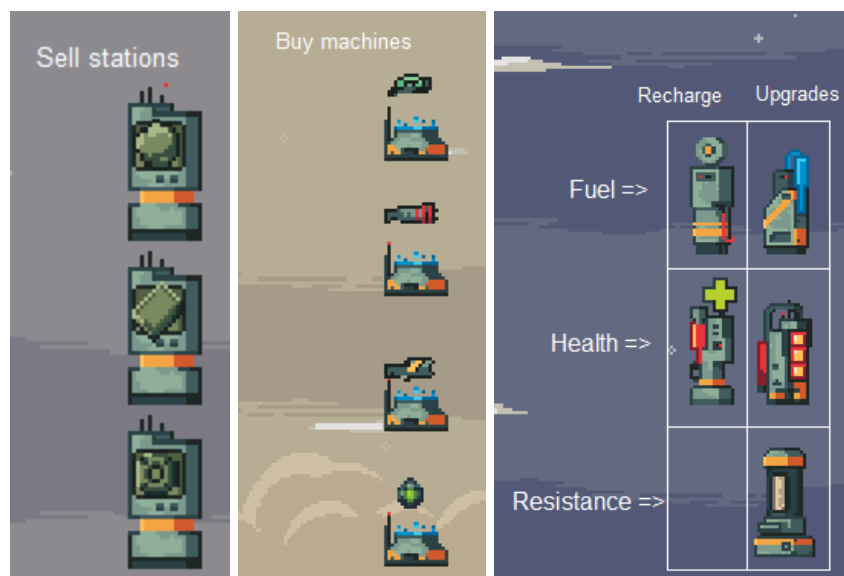 Sell stations
Buy machines
Recharge Upgrades
Fuel =>
Health =>
Resistance =>